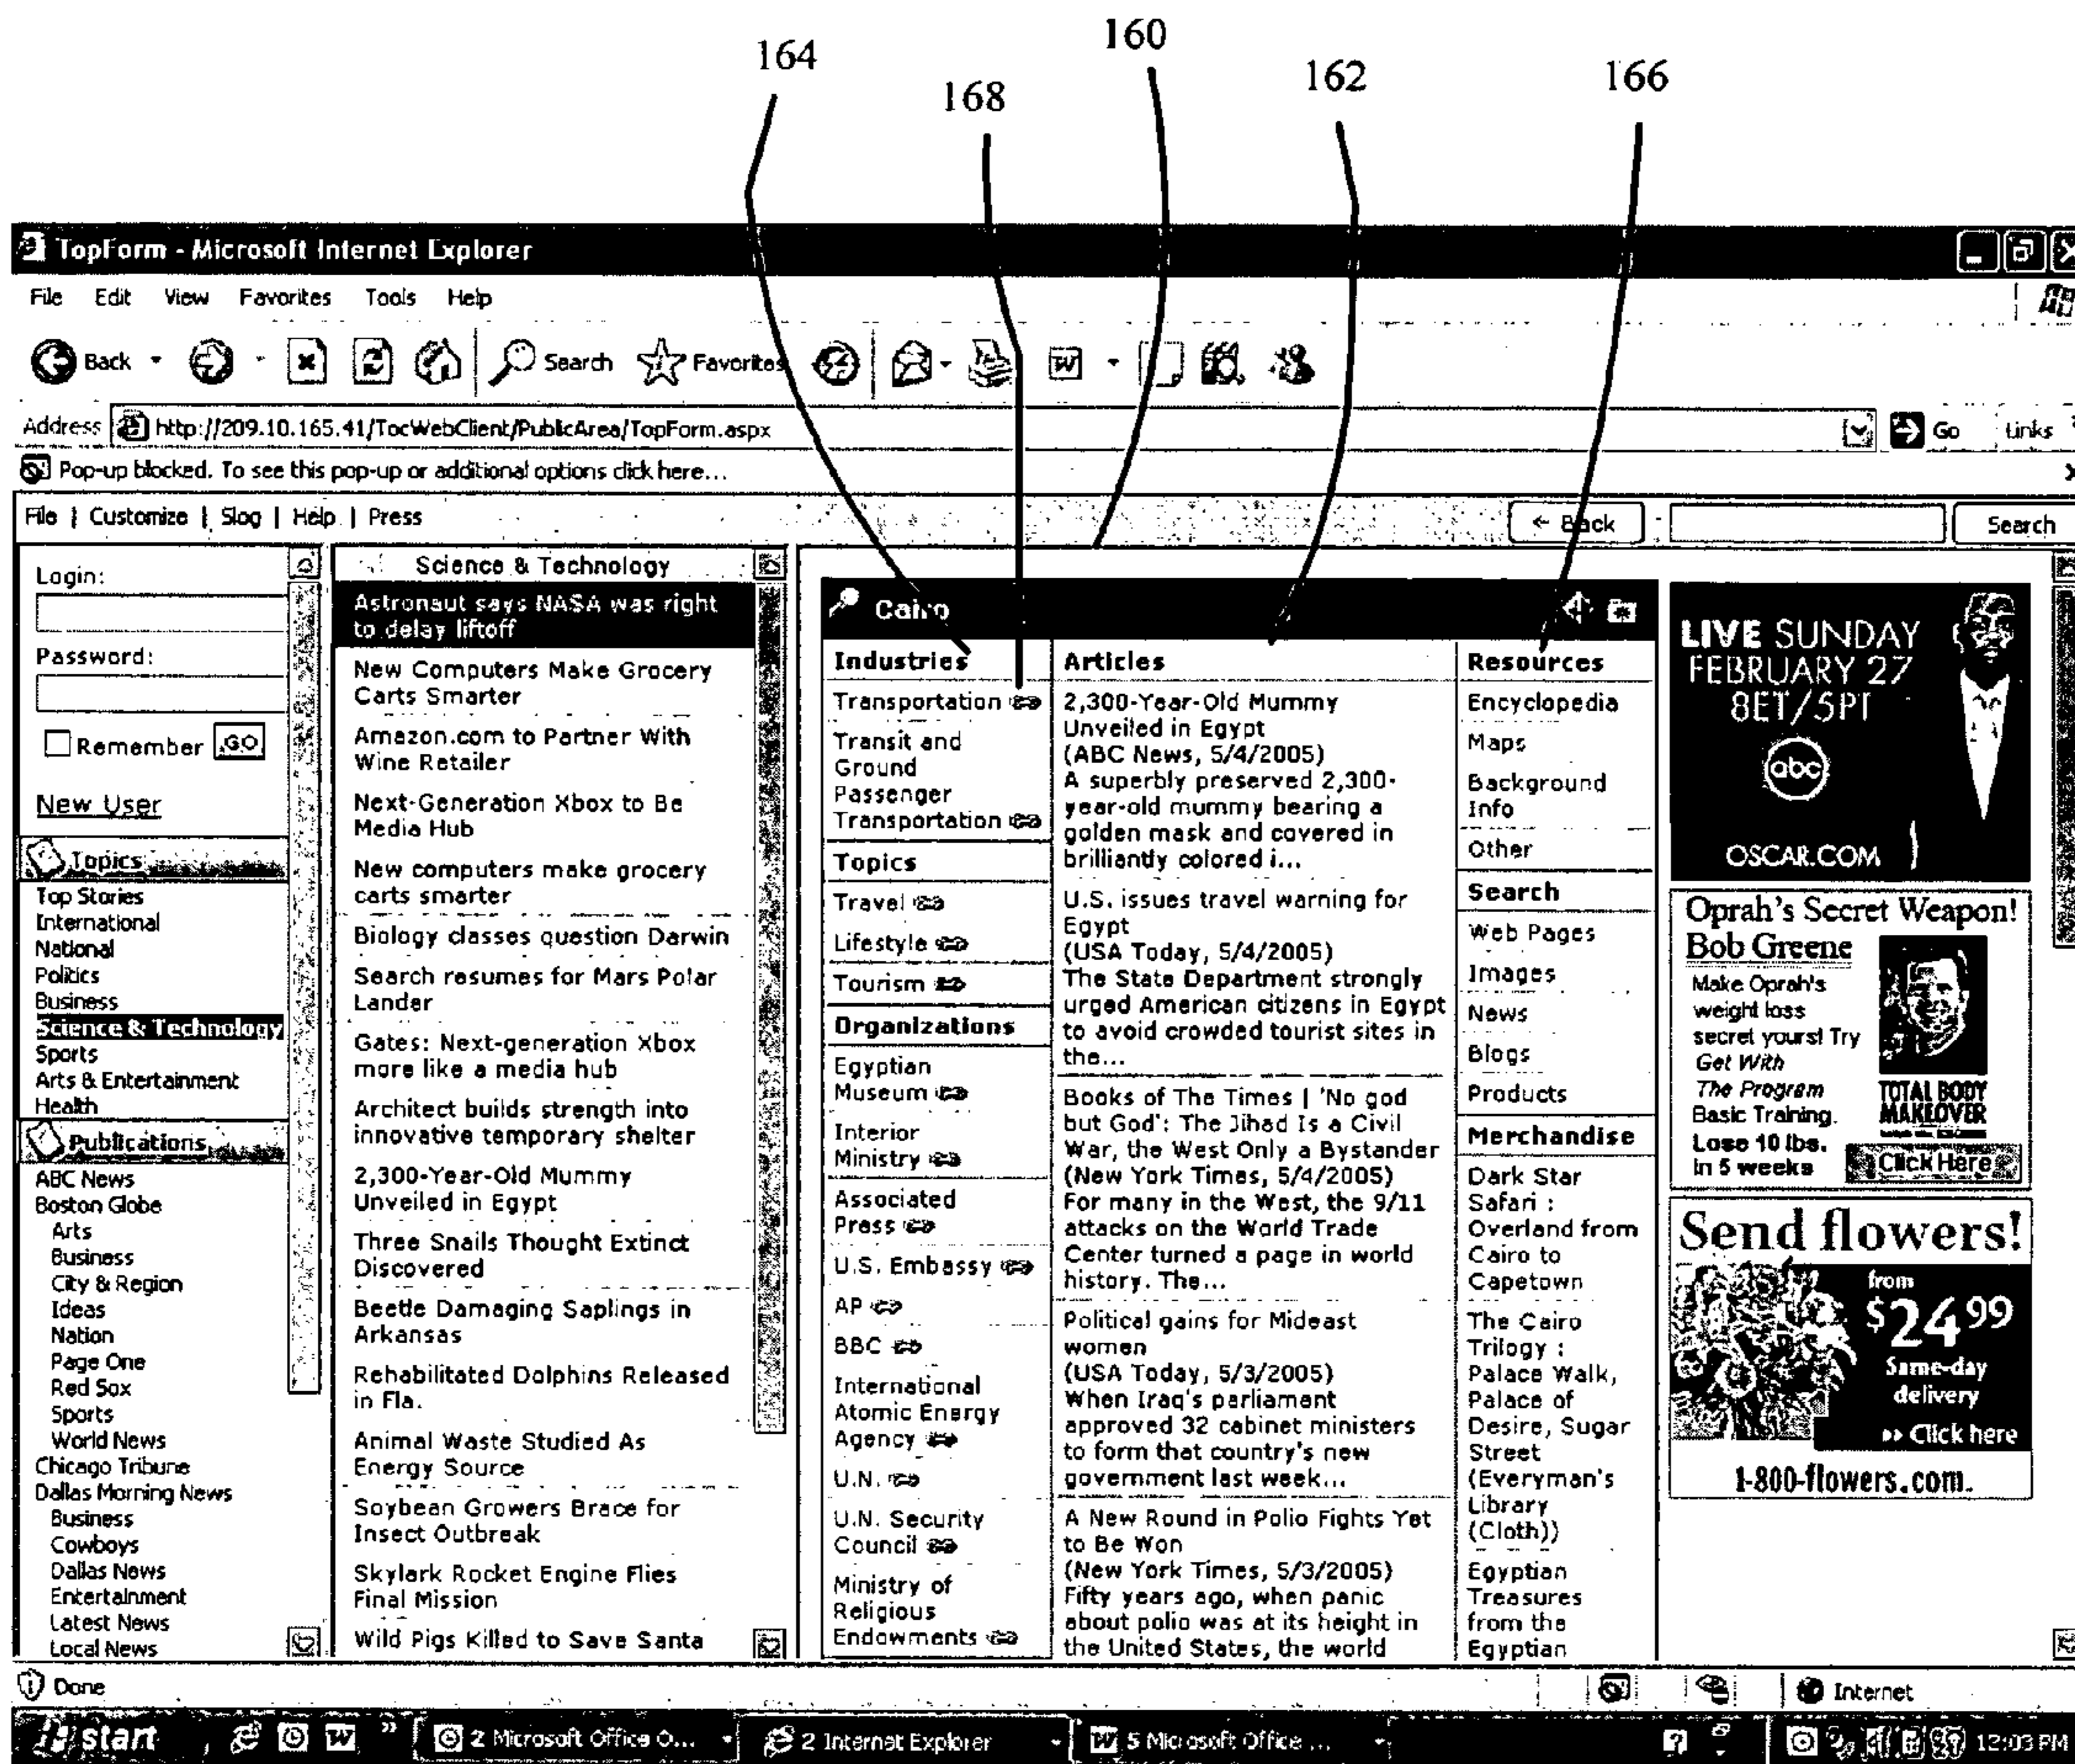 160
164
162
166
168
TopForm - Microsoft Internet Explorer
File Edit View Favorites Tools Help
Back Search Favorites
Address http://209.10.165.41/TocWebClient/PublicArea/TopForm.aspx Go Links
Pop-up blocked. To see this pop-up or additional options click here...
File | Customize | Slog | Help | Press
← Back Search
Login:
Password:
Remember GO
New User
Topics
Top Stories
International
National
Politics
Business
Science & Technology
Sports
Arts & Entertainment
Health
Publications
ABC News
Boston Globe
Arts
Business
City & Region
Ideas
Nation
Page One
Red Sox
Sports
World News
Chicago Tribune
Dallas Morning News
Business
Cowboys
Dallas News
Entertainment
Latest News
Local News
Science & Technology
Astronaut says NASA was right
to delay liftoff
New Computers Make Grocery
Carts Smarter
Amazon.com to Partner With
Wine Retailer
Next-Generation Xbox to Be
Media Hub
New computers make grocery
carts smarter
Biology classes question Darwin
Search resumes for Mars Polar
Lander
Gates: Next-generation Xbox
more like a media hub
Architect builds strength into
innovative temporary shelter
2,300-Year-Old Mummy
Unveiled in Egypt
Three Snails Thought Extinct
Discovered
Beetle Damaging Saplings in
Arkansas
Rehabilitated Dolphins Released
in Fla.
Animal Waste Studied As
Energy Source
Soybean Growers Brace for
Insect Outbreak
Skylark Rocket Engine Flies
Final Mission
Wild Pigs Killed to Save Santa
Cairo
Industries
Transportation
Transit and
Ground
Passenger
Transportation
Topics
Travel
Lifestyle
Tourism
Organizations
Egyptian
Museum
Interior
Ministry
Associated
Press
U.S. Embassy
AP
BBC
International
Atomic Energy
Agency
U.N.
U.N. Security
Council
Ministry of
Religious
Endowments
Articles
2,300-Year-Old Mummy
Unveiled in Egypt
(ABC News, 5/4/2005)
A superbly preserved 2,300-
year-old mummy bearing a
golden mask and covered in
brilliantly colored i...
U.S. issues travel warning for
Egypt
(USA Today, 5/4/2005)
The State Department strongly
urged American citizens in Egypt
to avoid crowded tourist sites in
the...
Books of The Times | 'No god
but God': The Jihad Is a Civil
War, the West Only a Bystander
(New York Times, 5/4/2005)
For many in the West, the 9/11
attacks on the World Trade
Center turned a page in world
history. The...
Political gains for Mideast
women
(USA Today, 5/3/2005)
When Iraq's parliament
approved 32 cabinet ministers
to form that country's new
government last week...
A New Round in Polio Fights Yet
to Be Won
(New York Times, 5/3/2005)
Fifty years ago, when panic
about polio was at its height in
the United States, the world
Resources
Encyclopedia
Maps
Background
Info
Other
Search
Web Pages
Images
News
Blogs
Products
Merchandise
Dark Star
Safari :
Overland from
Cairo to
Capetown
The Cairo
Trilogy :
Palace Walk,
Palace of
Desire, Sugar
Street
(Everyman's
Library
(Cloth))
Egyptian
Treasures
from the
Egyptian
LIVE SUNDAY
FEBRUARY 27
8ET/5PT
abc
OSCAR.COM
Oprah's Secret Weapon!
Bob Greene
Make Oprah's
weight loss
secret yours! Try
Get With
The Program
Basic Training.
Lose 10 lbs.
in 5 weeks
TOTAL BODY
MAKEOVER
Click Here
Send flowers!
from
$24.99
Same-day
delivery
›› Click here
1-800-flowers.com.
Done Internet
start » 2 Microsoft Office O... 2 Internet Explorer 5 Microsoft Office ... 12:03 PM